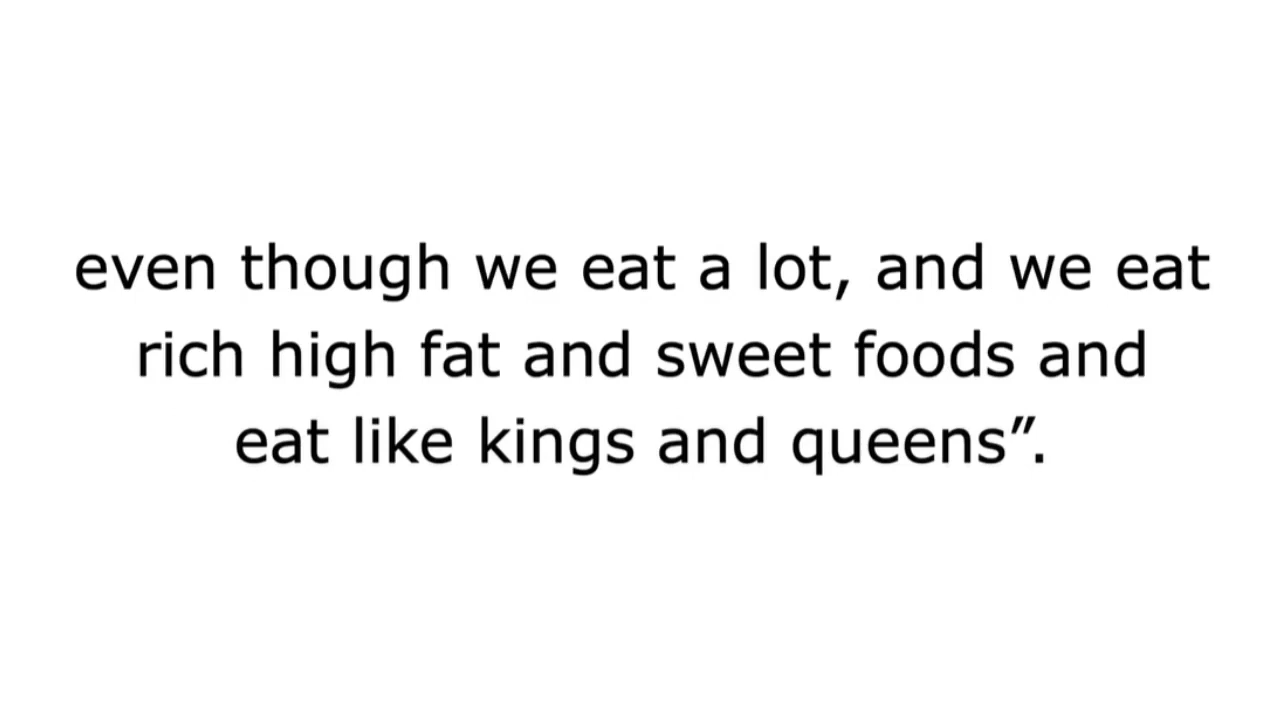 even though we eat a lot, and we eat
rich high fat and sweet foods and
eat like kings and queens”.